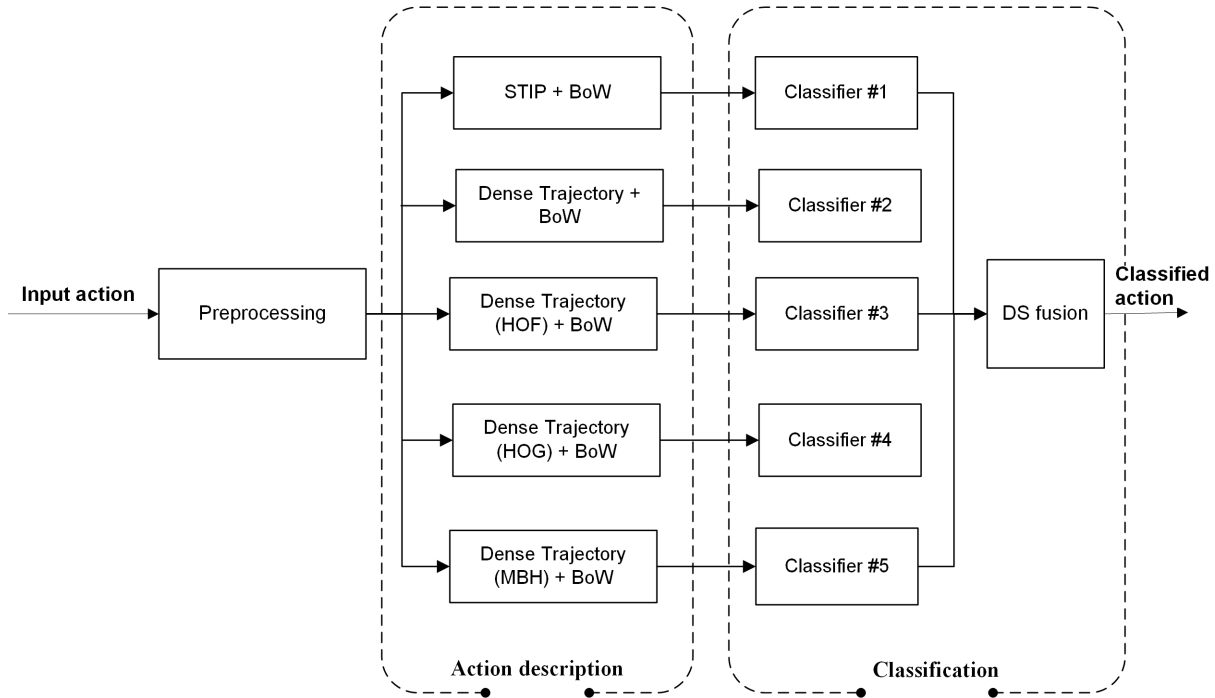 Input action
Preprocessing
STIP + BoW
Dense Trajectory +
BoW
Dense Trajectory
(HOF) + BoW
Dense Trajectory
(HOG) + BoW
Dense Trajectory
(MBH) + BoW
Action description
Classifier #1
Classifier #2
Classifier #3
Classifier #4
Classifier #5
DS fusion
Classification
Classified
action